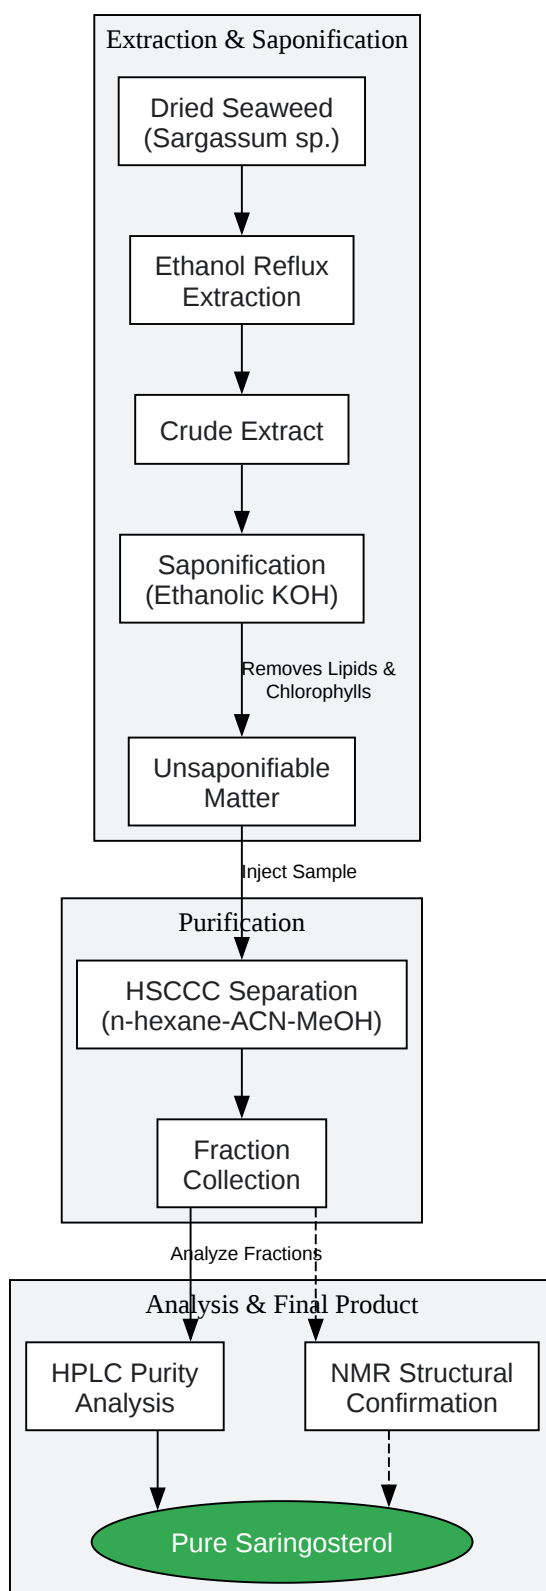 Extraction & Saponification
Dried Seaweed
(Sargassum sp.)
Ethanol Reflux
Extraction
Crude Extract
Saponification
(Ethanolic KOH)
Removes Lipids &
Chlorophylls
Unsaponifiable
Matter
Inject Sample
Purification
HSCCC Separation
(n-hexane-ACN-MeOH)
Fraction
Collection
Analyze Fractions
Analysis & Final Product
HPLC Purity
Analysis
NMR Structural
Confirmation
Pure Saringosterol